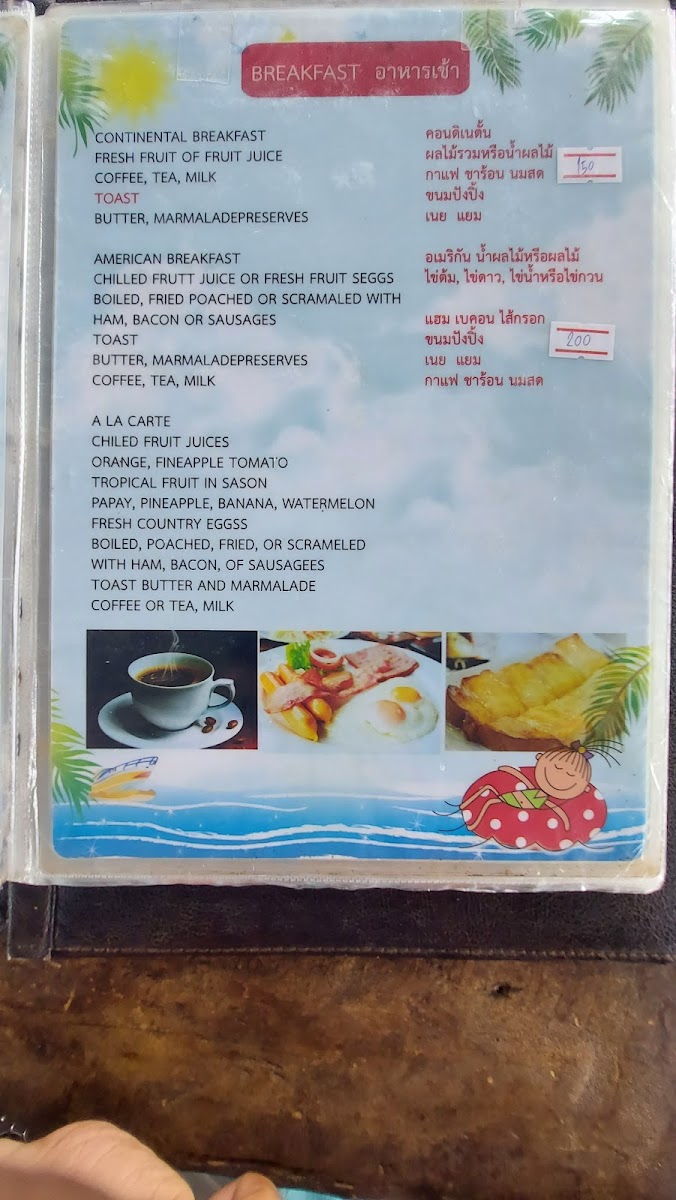 BREAKFAST อาหารเช้า
CONTINENTAL BREAKFAST คอนดิเนตั้น
FRESH FRUIT OF FRUIT JUICE ผลไม้รวมหรือน้ำผลไม้
COFFEE, TEA, MILK กาแฟ ชาร้อน นมสด 150
TOAST ขนมปังปิ้ง
BUTTER, MARMALADEPRESERVES เนย แยม
AMERICAN BREAKFAST อเมริกัน น้ำผลไม้หรือผลไม้
CHILLED FRUTT JUICE OR FRESH FRUIT SEGGS ไข่ต้ม, ไข่ดาว, ไข่น้ำหรือไข่กวน
BOILED, FRIED POACHED OR SCRAMALED WITH
HAM, BACON OR SAUSAGES แฮม เบคอน ไส้กรอก
TOAST ขนมปังปิ้ง 200
BUTTER, MARMALADEPRESERVES เนย แยม
COFFEE, TEA, MILK กาแฟ ชาร้อน นมสด
A LA CARTE
CHILED FRUIT JUICES
ORANGE, FINEAPPLE TOMATO
TROPICAL FRUIT IN SASON
PAPAY, PINEAPPLE, BANANA, WATERMELON
FRESH COUNTRY EGGSS
BOILED, POACHED, FRIED, OR SCRAMELED
WITH HAM, BACON, OF SAUSAGEES
TOAST BUTTER AND MARMALADE
COFFEE OR TEA, MILK